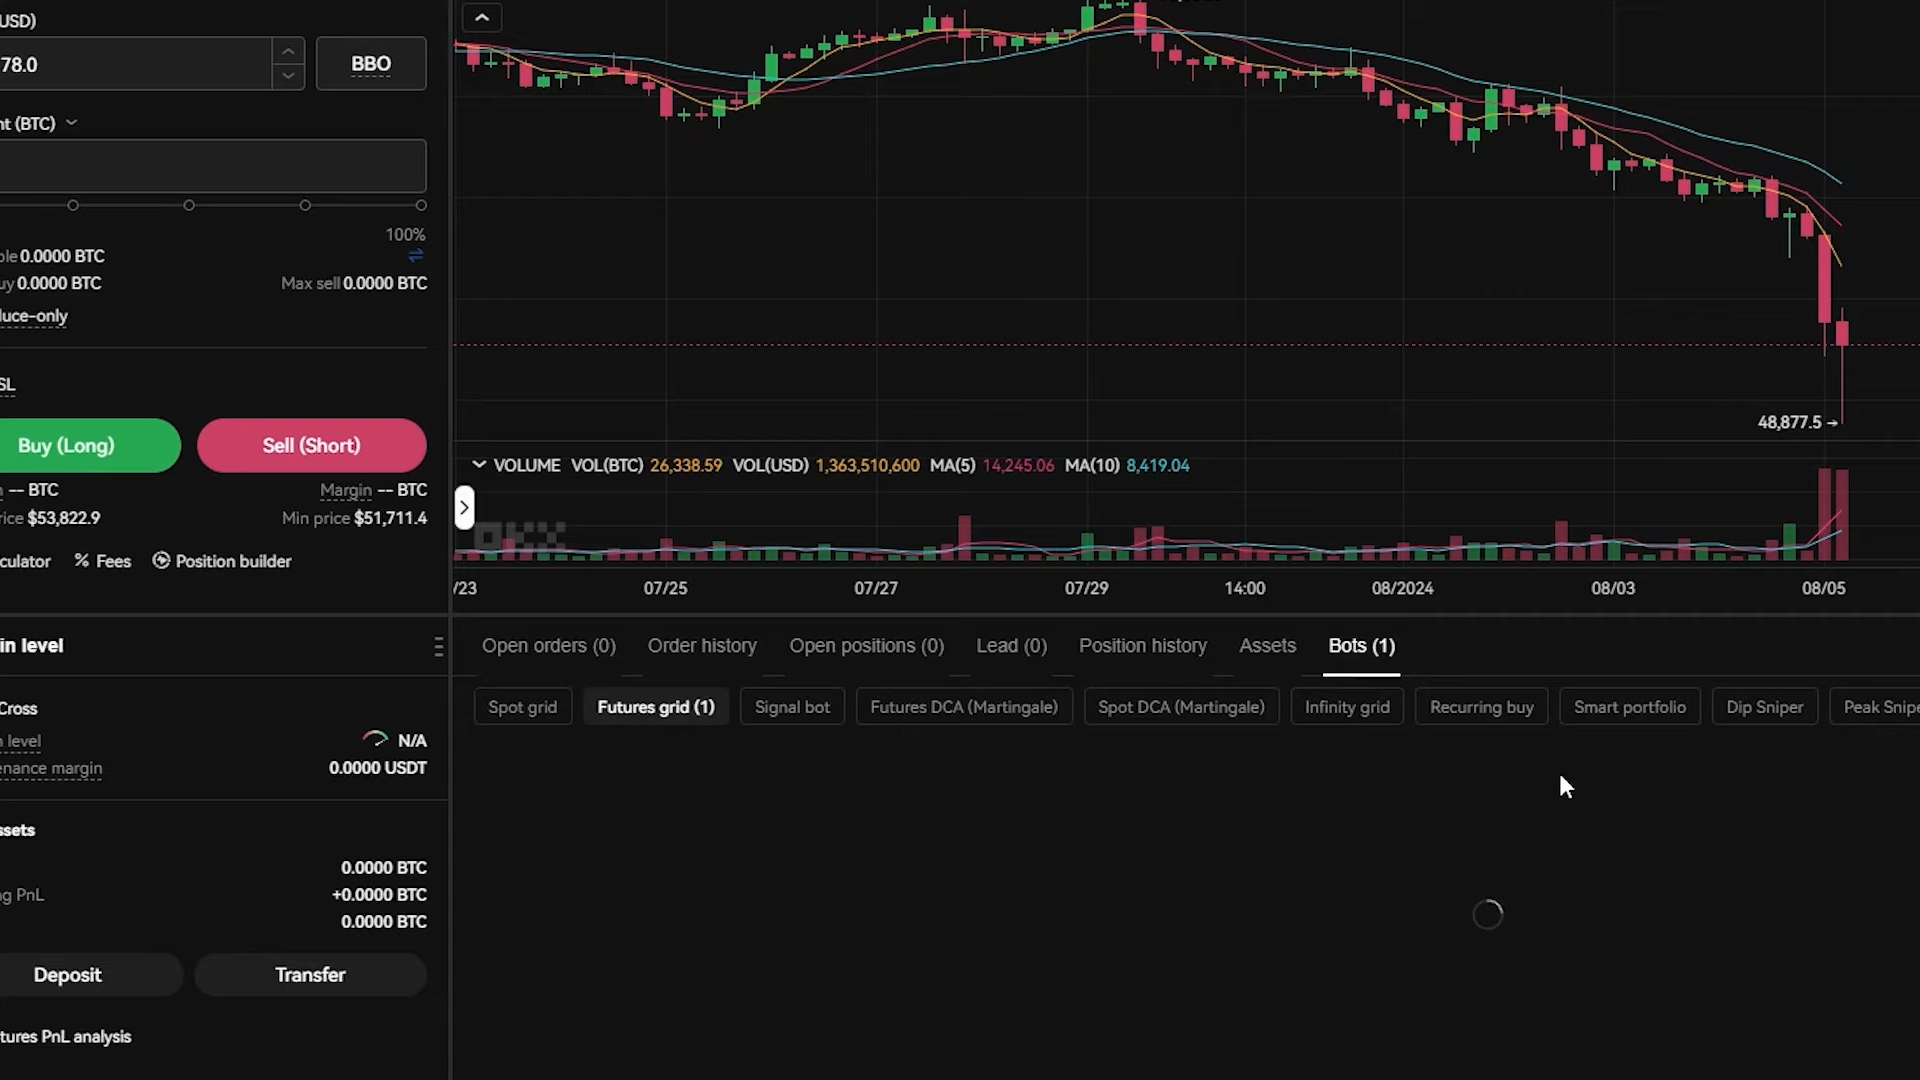 USD)
78.0
BBO
nt (BTC)
100%
ble 0.0000 BTC
uy 0.0000 BTC
Max sell 0.0000 BTC
duce-only
SL
Buy (Long)
Sell (Short)
-- BTC
Margin -- BTC
rice $53,822.9
Min price $51,711.4
culator
% Fees
Position builder
48,877.5
VOLUME VOL(BTC) 26,338.59 VOL(USD) 1,363,510,600 MA(5) 14,245.06 MA(10) 8,419.04
OKX
/23
07/25
07/27
07/29
14:00
08/2024
08/03
08/05
in level
Cross
n level
N/A
enance margin
0.0000 USDT
ssets
0.0000 BTC
ng PnL
+0.0000 BTC
0.0000 BTC
Deposit
Transfer
tures PnL analysis
Open orders (0)
Order history
Open positions (0)
Lead (0)
Position history
Assets
Bots (1)
Spot grid
Futures grid (1)
Signal bot
Futures DCA (Martingale)
Spot DCA (Martingale)
Infinity grid
Recurring buy
Smart portfolio
Dip Sniper
Peak Snipe